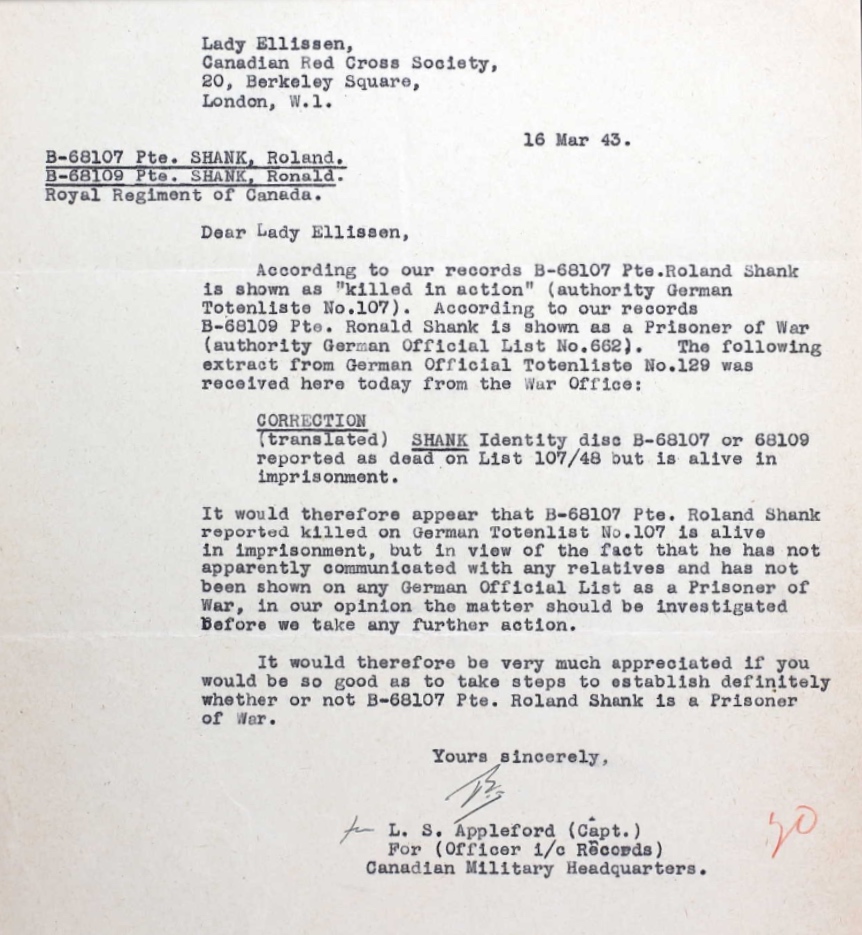 Lady Ellissen,
Canadian Red Cross Society,
20, Berkeley Square,
London, W.1.
16 Mar 43.
B-68107 Pte. SHANK, Roland.
B-68109 Pte. SHANK, Ronald.
Royal Regiment of Canada.
Dear Lady Ellissen,
According to our records B-68107 Pte.Roland Shank
is shown as "killed in action" (authority German
Totenliste No.107). According to our records
B-68109 Pte. Ronald Shank is shown as a Prisoner of War
(authority German Official List No.662). The following
extract from German Official Totenliste No.129 was
received here today from the War Office:
CORRECTION
(translated) SHANK Identity disc B-68107 or 68109
reported as dead on List 107/48 but is alive in
imprisonment.
It would therefore appear that B-68107 Pte. Roland Shank
reported killed on German Totenlist No.107 is alive
in imprisonment, but in view of the fact that he has not
apparently communicated with any relatives and has not
been shown on any German Official List as a Prisoner of
War, in our opinion the matter should be investigated
before we take any further action.
It would therefore be very much appreciated if you
would be so good as to take steps to establish definitely
whether or not B-68107 Pte. Roland Shank is a Prisoner
of War.
Yours sincerely,
for L. S. Appleford (Capt.)
For (Officer i/c Records)
Canadian Military Headquarters.